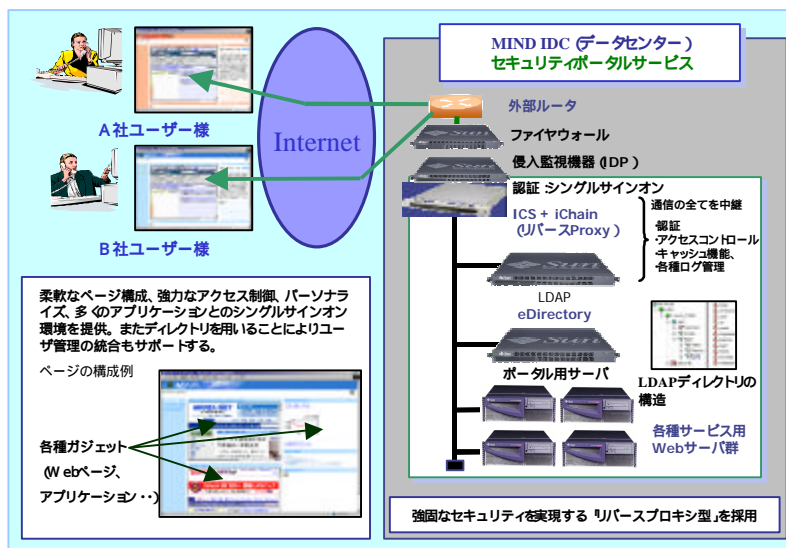 MIND IDC (データセンター)
セキュリティポータルサービス
A社ユーザー様
B社ユーザー様
Internet
外部ルータ
ファイヤウォール
侵入監視機器(IDP)
認証:シングルサインオン
ICS + iChain
(リバースProxy)
通信の全てを中継
・認証
・アクセスコントロール
・キャッシュ機能、
・各種ログ管理
LDAP
eDirectory
ポータル用サーバ
LDAPディレクトリの
構造
各種サービス用
Webサーバ群
強固なセキュリティを実現する「リバースプロキシ型」を採用
柔軟なページ構成、強力なアクセス制御、パーソナラ
イズ、多くのアプリケーションとのシングルサインオン
環境を提供。またディレクトリを用いることによりユー
ザ管理の統合もサポートする。
ページの構成例
各種ガジェット
(Webページ、
アプリケーション・・)
Sun
Sun
Sun
Sun